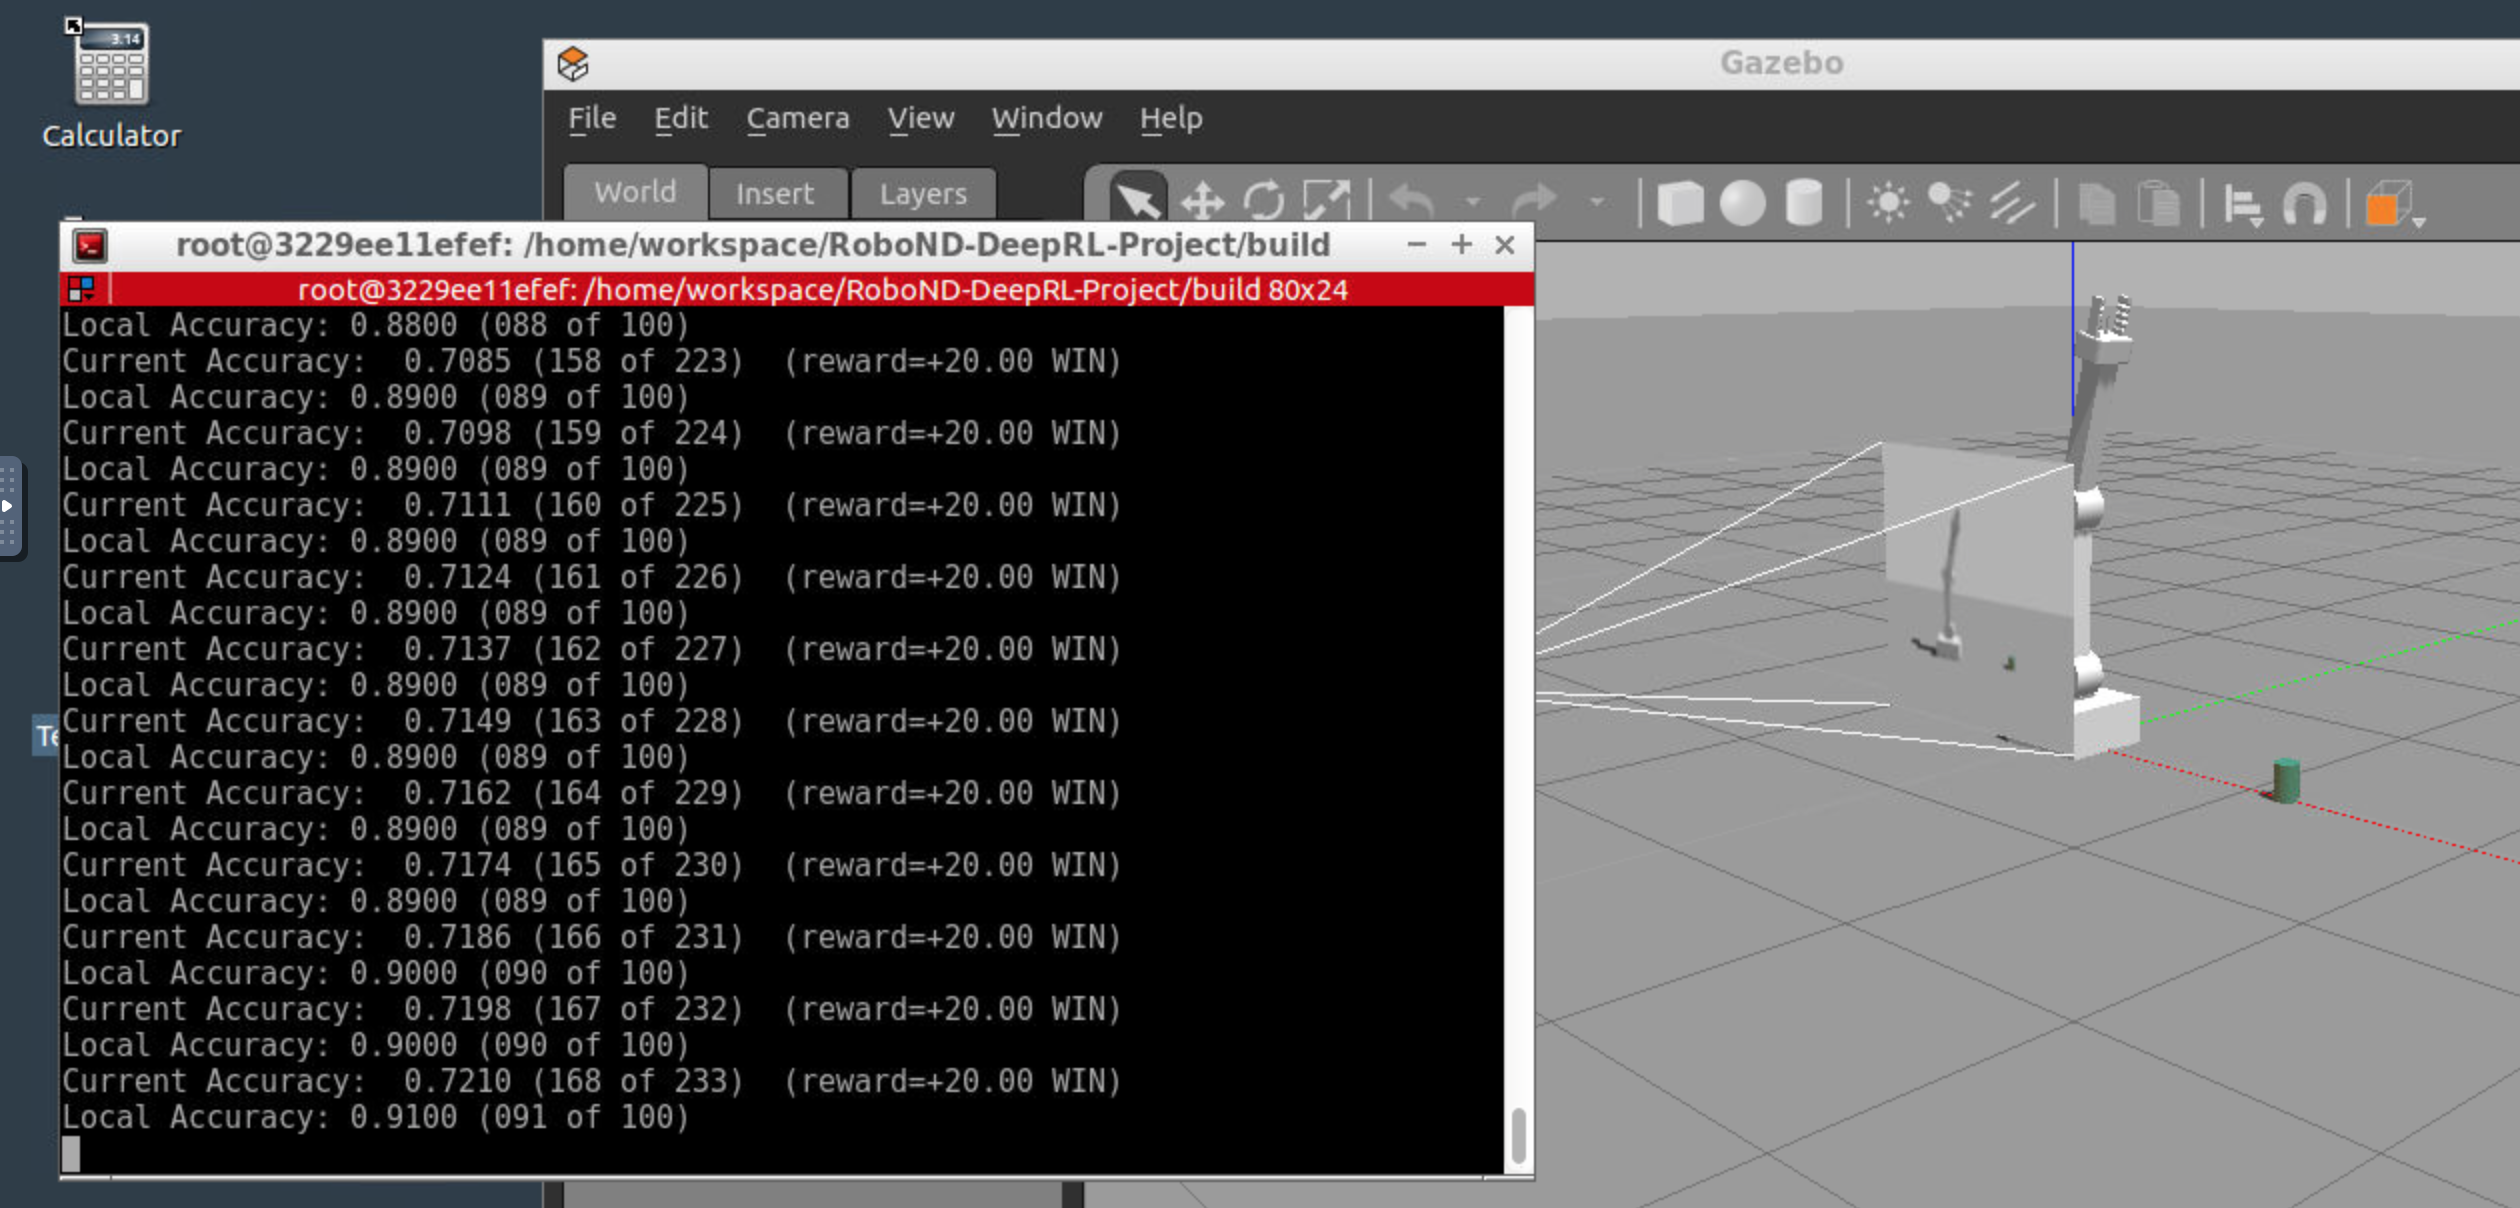 3.14
Calculator
Gazebo
File Edit Camera View Window Help
World Insert Layers
root@3229ee11efef: /home/workspace/RoboND-DeepRL-Project/build
root@3229ee11efef: /home/workspace/RoboND-DeepRL-Project/build 80x24
Local Accuracy: 0.8800 (088 of 100)
Current Accuracy:  0.7085 (158 of 223)  (reward=+20.00 WIN)
Local Accuracy: 0.8900 (089 of 100)
Current Accuracy:  0.7098 (159 of 224)  (reward=+20.00 WIN)
Local Accuracy: 0.8900 (089 of 100)
Current Accuracy:  0.7111 (160 of 225)  (reward=+20.00 WIN)
Local Accuracy: 0.8900 (089 of 100)
Current Accuracy:  0.7124 (161 of 226)  (reward=+20.00 WIN)
Local Accuracy: 0.8900 (089 of 100)
Current Accuracy:  0.7137 (162 of 227)  (reward=+20.00 WIN)
Local Accuracy: 0.8900 (089 of 100)
Current Accuracy:  0.7149 (163 of 228)  (reward=+20.00 WIN)
Local Accuracy: 0.8900 (089 of 100)
Current Accuracy:  0.7162 (164 of 229)  (reward=+20.00 WIN)
Local Accuracy: 0.8900 (089 of 100)
Current Accuracy:  0.7174 (165 of 230)  (reward=+20.00 WIN)
Local Accuracy: 0.8900 (089 of 100)
Current Accuracy:  0.7186 (166 of 231)  (reward=+20.00 WIN)
Local Accuracy: 0.9000 (090 of 100)
Current Accuracy:  0.7198 (167 of 232)  (reward=+20.00 WIN)
Local Accuracy: 0.9000 (090 of 100)
Current Accuracy:  0.7210 (168 of 233)  (reward=+20.00 WIN)
Local Accuracy: 0.9100 (091 of 100)